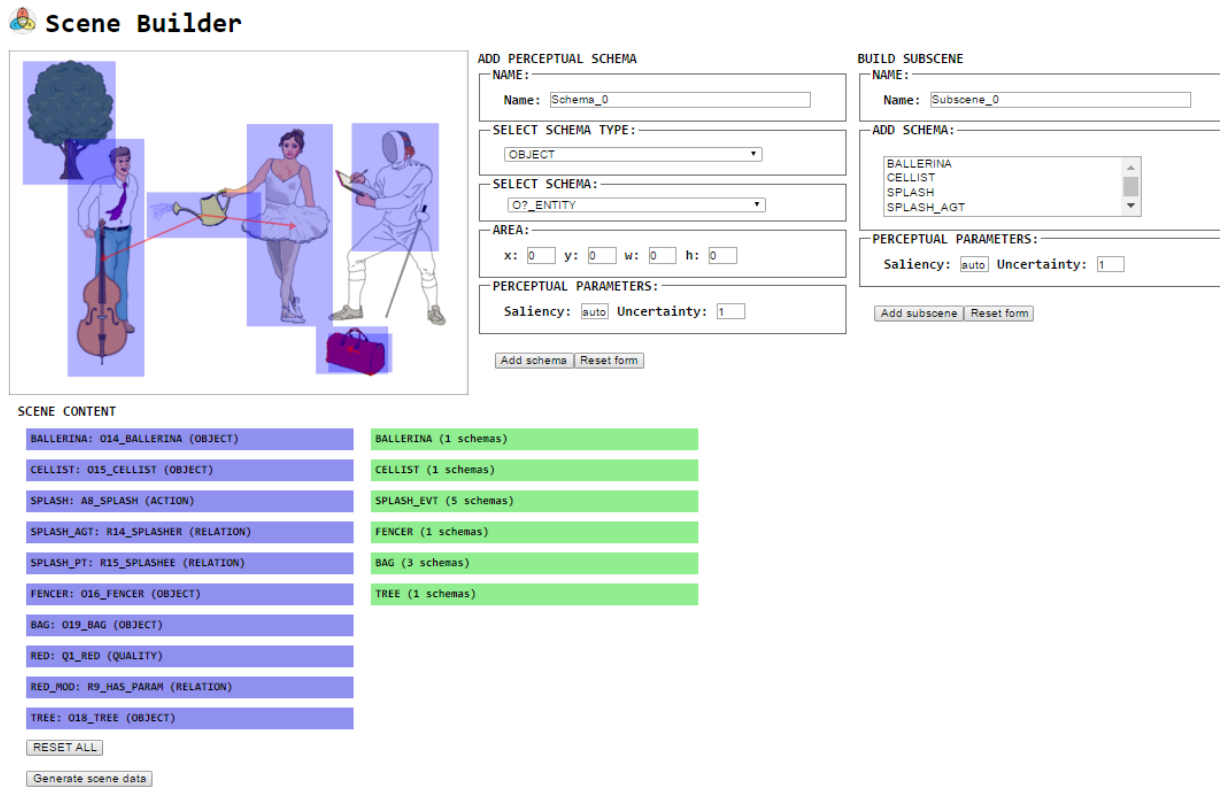 Scene Builder
ADD PERCEPTUAL SCHEMA
NAME:
Name: Schema_0
SELECT SCHEMA TYPE:
OBJECT
SELECT SCHEMA:
O?_ENTITY
AREA:
x: 0 y: 0 w: 0 h: 0
PERCEPTUAL PARAMETERS:
Saliency: auto Uncertainty: 1
Add schema Reset form
BUILD SUBSCENE
NAME:
Name: Subscene_0
ADD SCHEMA:
BALLERINA
CELLIST
SPLASH
SPLASH_AGT
PERCEPTUAL PARAMETERS:
Saliency: auto Uncertainty: 1
Add subscene Reset form
SCENE CONTENT
BALLERINA: O14_BALLERINA (OBJECT)
CELLIST: O15_CELLIST (OBJECT)
SPLASH: A8_SPLASH (ACTION)
SPLASH_AGT: R14_SPLASHER (RELATION)
SPLASH_PT: R15_SPLASHEE (RELATION)
FENCER: O16_FENCER (OBJECT)
BAG: O19_BAG (OBJECT)
RED: Q1_RED (QUALITY)
RED_MOD: R9_HAS_PARAM (RELATION)
TREE: O18_TREE (OBJECT)
BALLERINA (1 schemas)
CELLIST (1 schemas)
SPLASH_EVT (5 schemas)
FENCER (1 schemas)
BAG (3 schemas)
TREE (1 schemas)
RESET ALL
Generate scene data